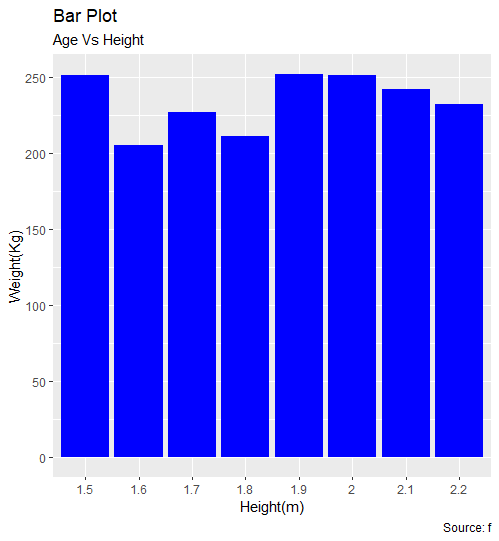 Bar Plot
Age Vs Height
250
200
150
100
50
0
Weight(Kg)
1.5 1.6 1.7 1.8 1.9 2 2.1 2.2
Height(m)
Source: f